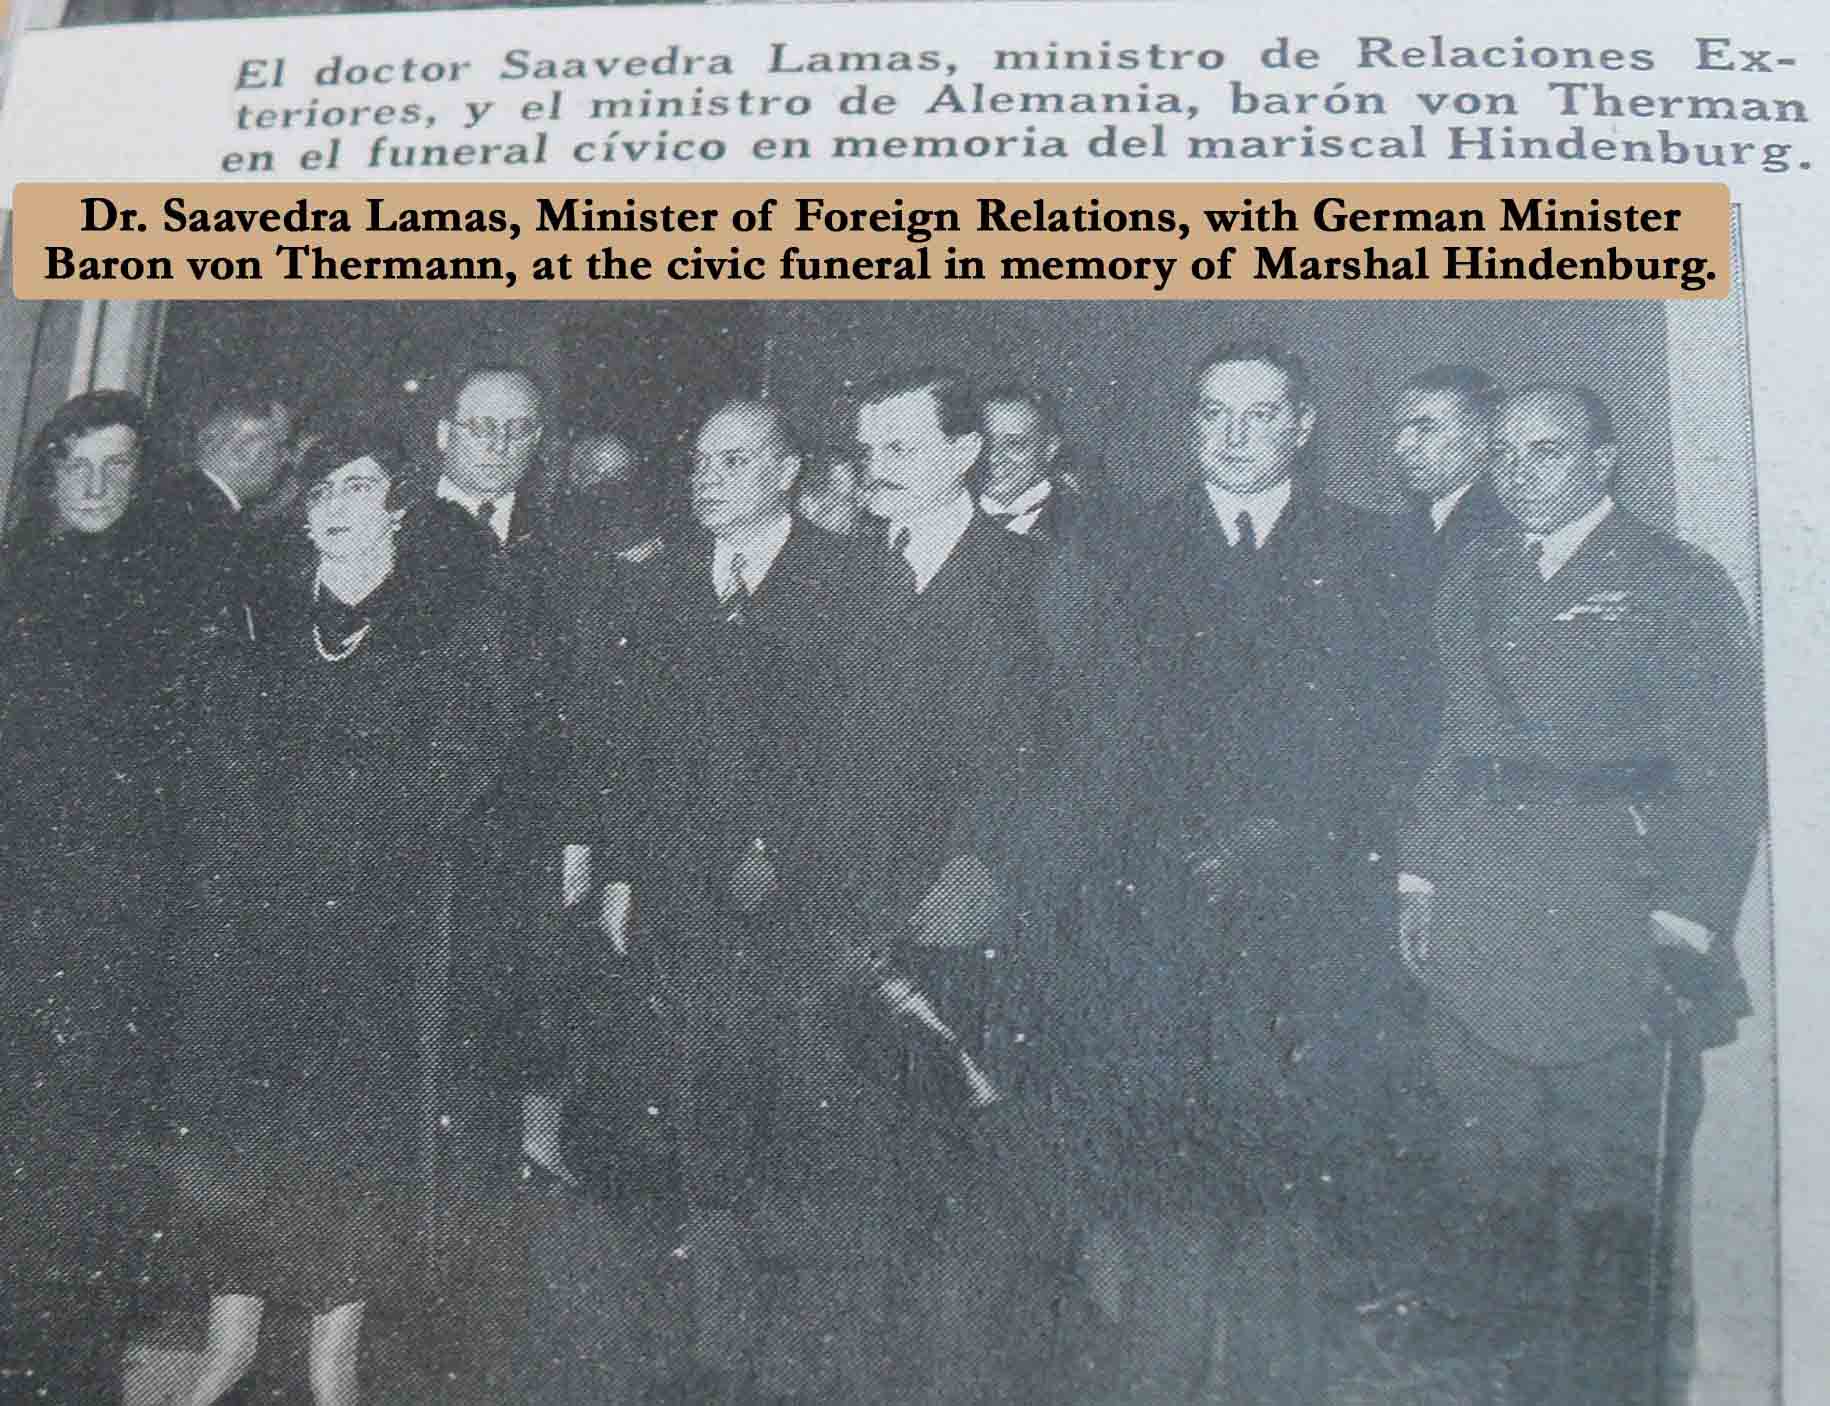 El doctor Saavedra Lamas, ministro de Relaciones Ex-
teriores, y el ministro de Alemania, barón von Therman
en el funeral cívico en memoria del mariscal Hindenburg.
Dr. Saavedra Lamas, Minister of Foreign Relations, with German Minister
Baron von Thermann, at the civic funeral in memory of Marshal Hindenburg.